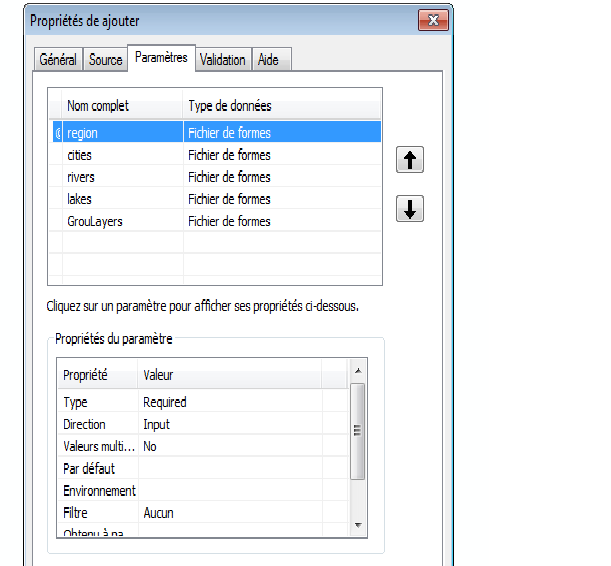 Propriétés de ajouter
Général Source Paramètres Validation Aide
Nom complet Type de données
region Fichier de formes
cities Fichier de formes
rivers Fichier de formes
lakes Fichier de formes
GrouLayers Fichier de formes
Cliquez sur un paramètre pour afficher ses propriétés ci-dessous.
Propriétés du paramètre
Propriété Valeur
Type Required
Direction Input
Valeurs multi... No
Par défaut
Environnement
Filtre Aucun
Obtenu à pa...